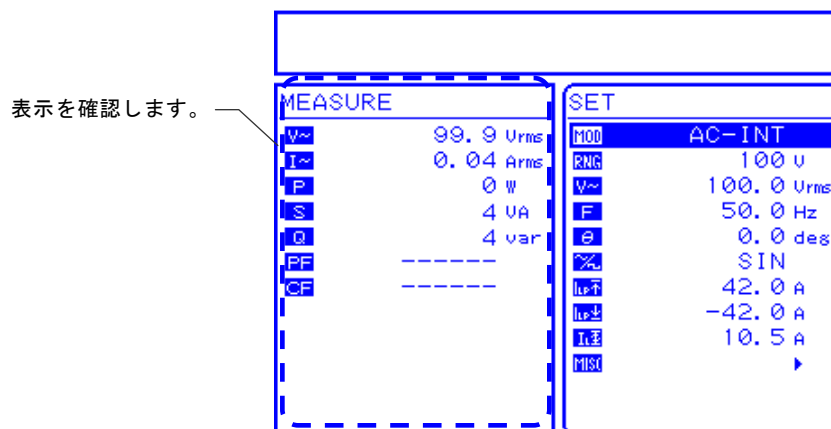 表示を確認します。
MEASURE
V~ 99.9 Vrms
I~ 0.04 Arms
P 0 W
S 4 VA
Q 4 var
PF ------
CF ------
SET
MOD AC-INT
RNG 100 V
V~ 100.0 Vrms
F 50.0 Hz
θ 0.0 deg
SIN
42.0 A
-42.0 A
10.5 A
MISC